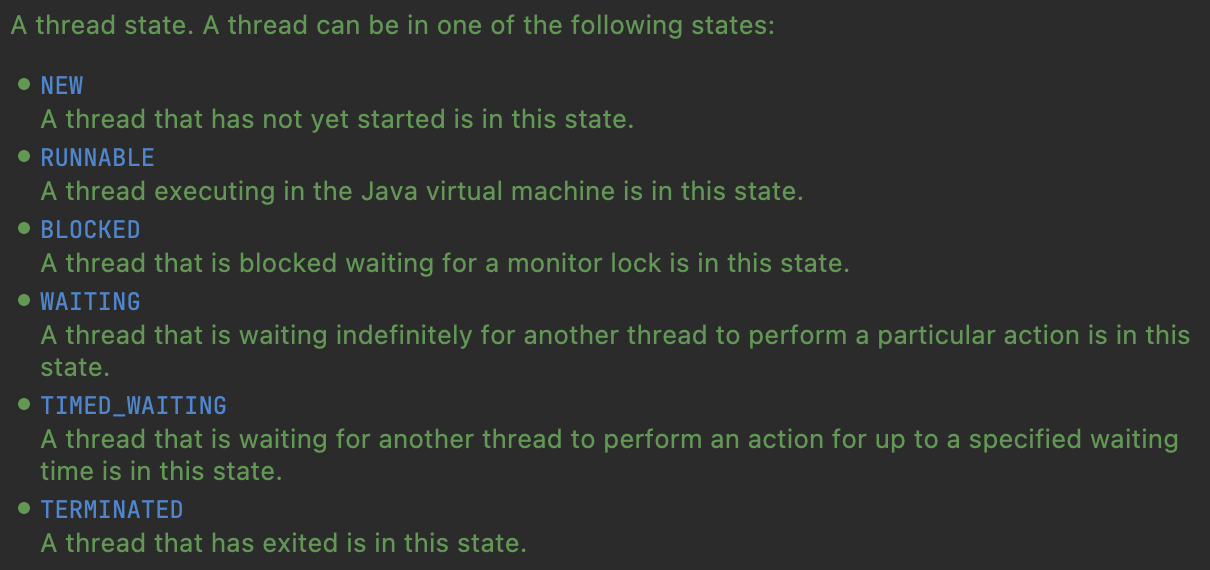 A thread state. A thread can be in one of the following states:
NEW
A thread that has not yet started is in this state.
RUNNABLE
A thread executing in the Java virtual machine is in this state.
BLOCKED
A thread that is blocked waiting for a monitor lock is in this state.
WAITING
A thread that is waiting indefinitely for another thread to perform a particular action is in this
state.
TIMED_WAITING
A thread that is waiting for another thread to perform an action for up to a specified waiting
time is in this state.
TERMINATED
A thread that has exited is in this state.